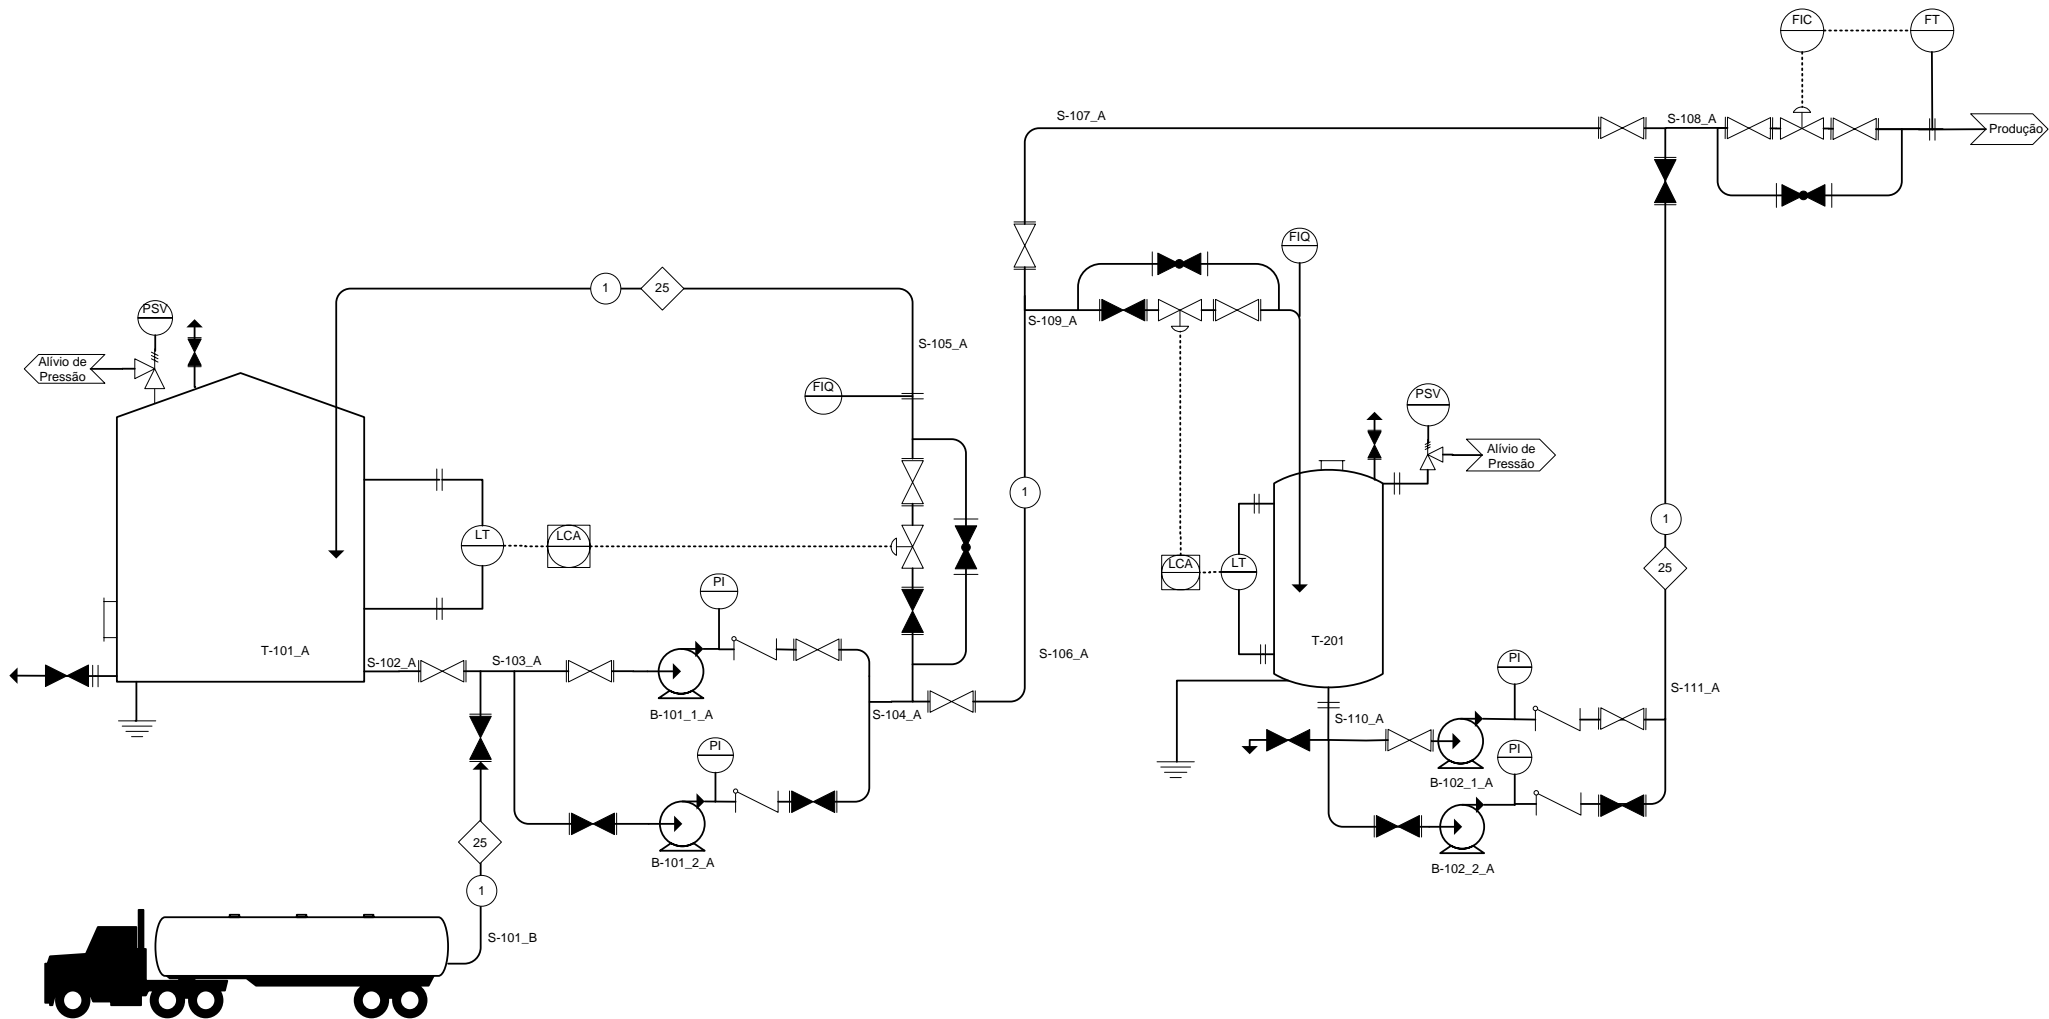 FIC
FT
S-107_A
S-108_A
Produção
FIQ
1
25
PSV
S-109_A
Alívio de
Pressão
S-105_A
FIQ
PSV
Alívio de
Pressão
1
1
LT
LCA
LCA
LT
25
PI
T-101_A
T-201
S-102_A
S-103_A
S-106_A
PI
S-111_A
B-101_1_A
S-104_A
S-110_A
PI
PI
B-102_1_A
25
B-101_2_A
B-102_2_A
1
S-101_B